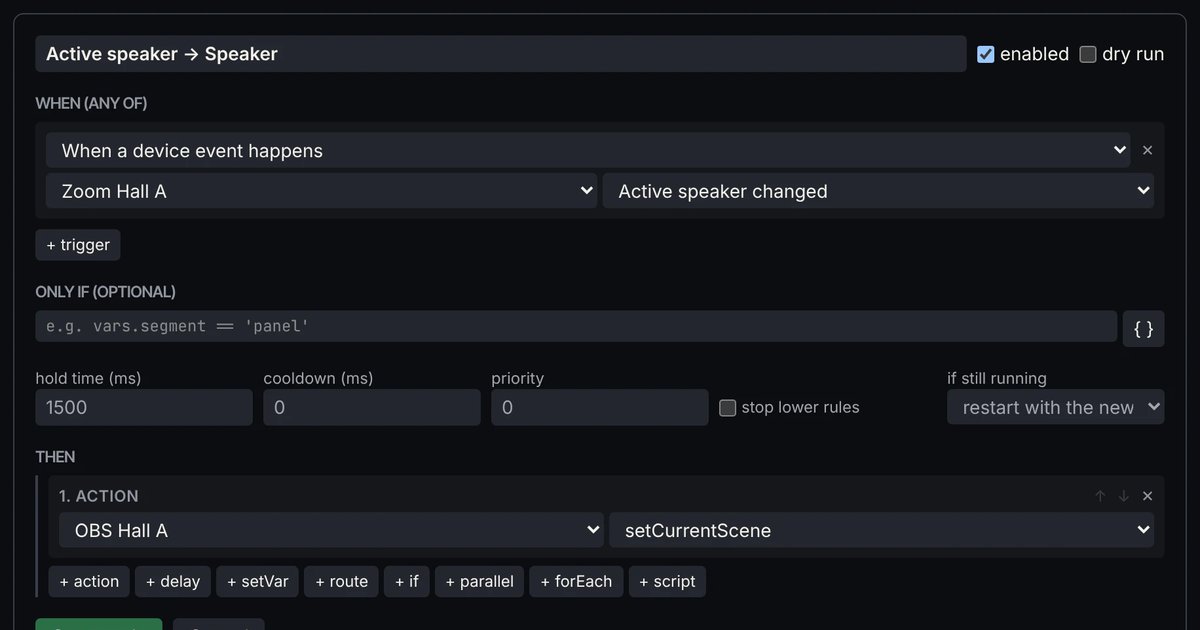 Active speaker → Speaker enabled dry run
WHEN (ANY OF)
When a device event happens ×
Zoom Hall A Active speaker changed
+ trigger
ONLY IF (OPTIONAL)
e.g. vars.segment == 'panel' { }
hold time (ms) cooldown (ms) priority if still running
1500 0 0 stop lower rules restart with the new
THEN
1. ACTION ↑ ↓ ×
OBS Hall A setCurrentScene
+ action + delay + setVar + route + if + parallel + forEach + script